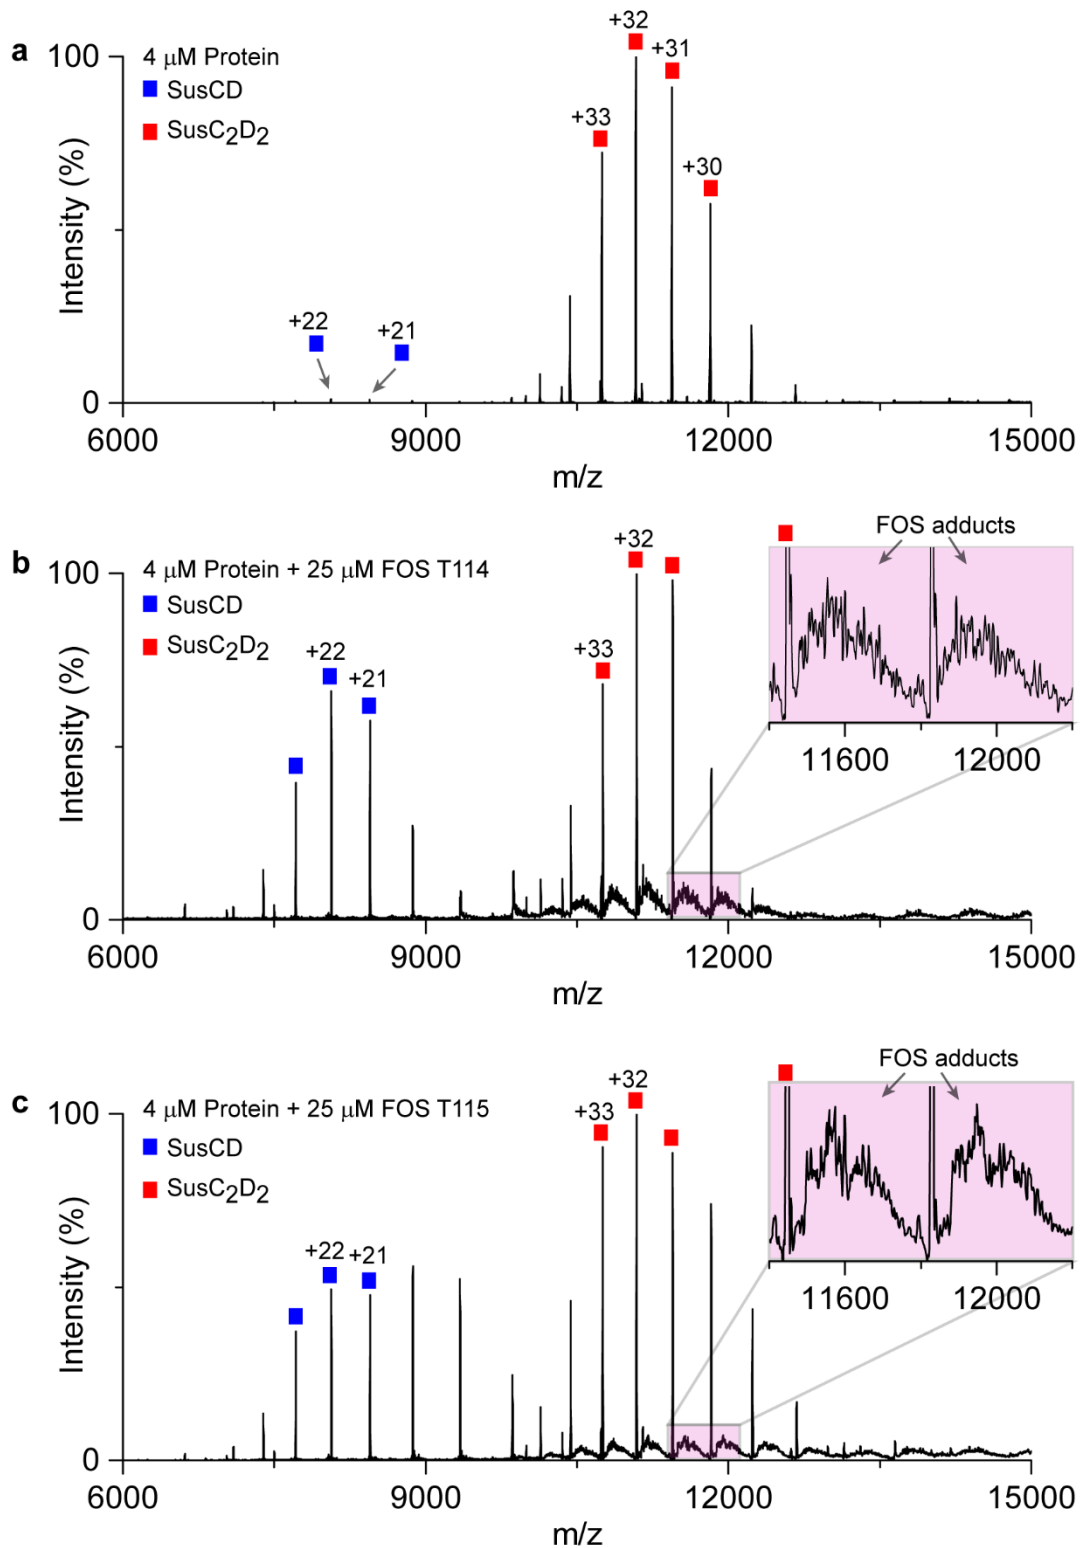 a
4 μM Protein
SusCD
SusC2D2
+33
+32
+31
+30
+22
+21
100
0
Intensity (%)
6000 9000 12000 15000
m/z
b
4 μM Protein + 25 μM FOS T114
SusCD
SusC2D2
+22
+21
+33
+32
FOS adducts
11600 12000
100
0
Intensity (%)
6000 9000 12000 15000
m/z
c
4 μM Protein + 25 μM FOS T115
SusCD
SusC2D2
+22
+21
+33
+32
FOS adducts
11600 12000
100
0
Intensity (%)
6000 9000 12000 15000
m/z